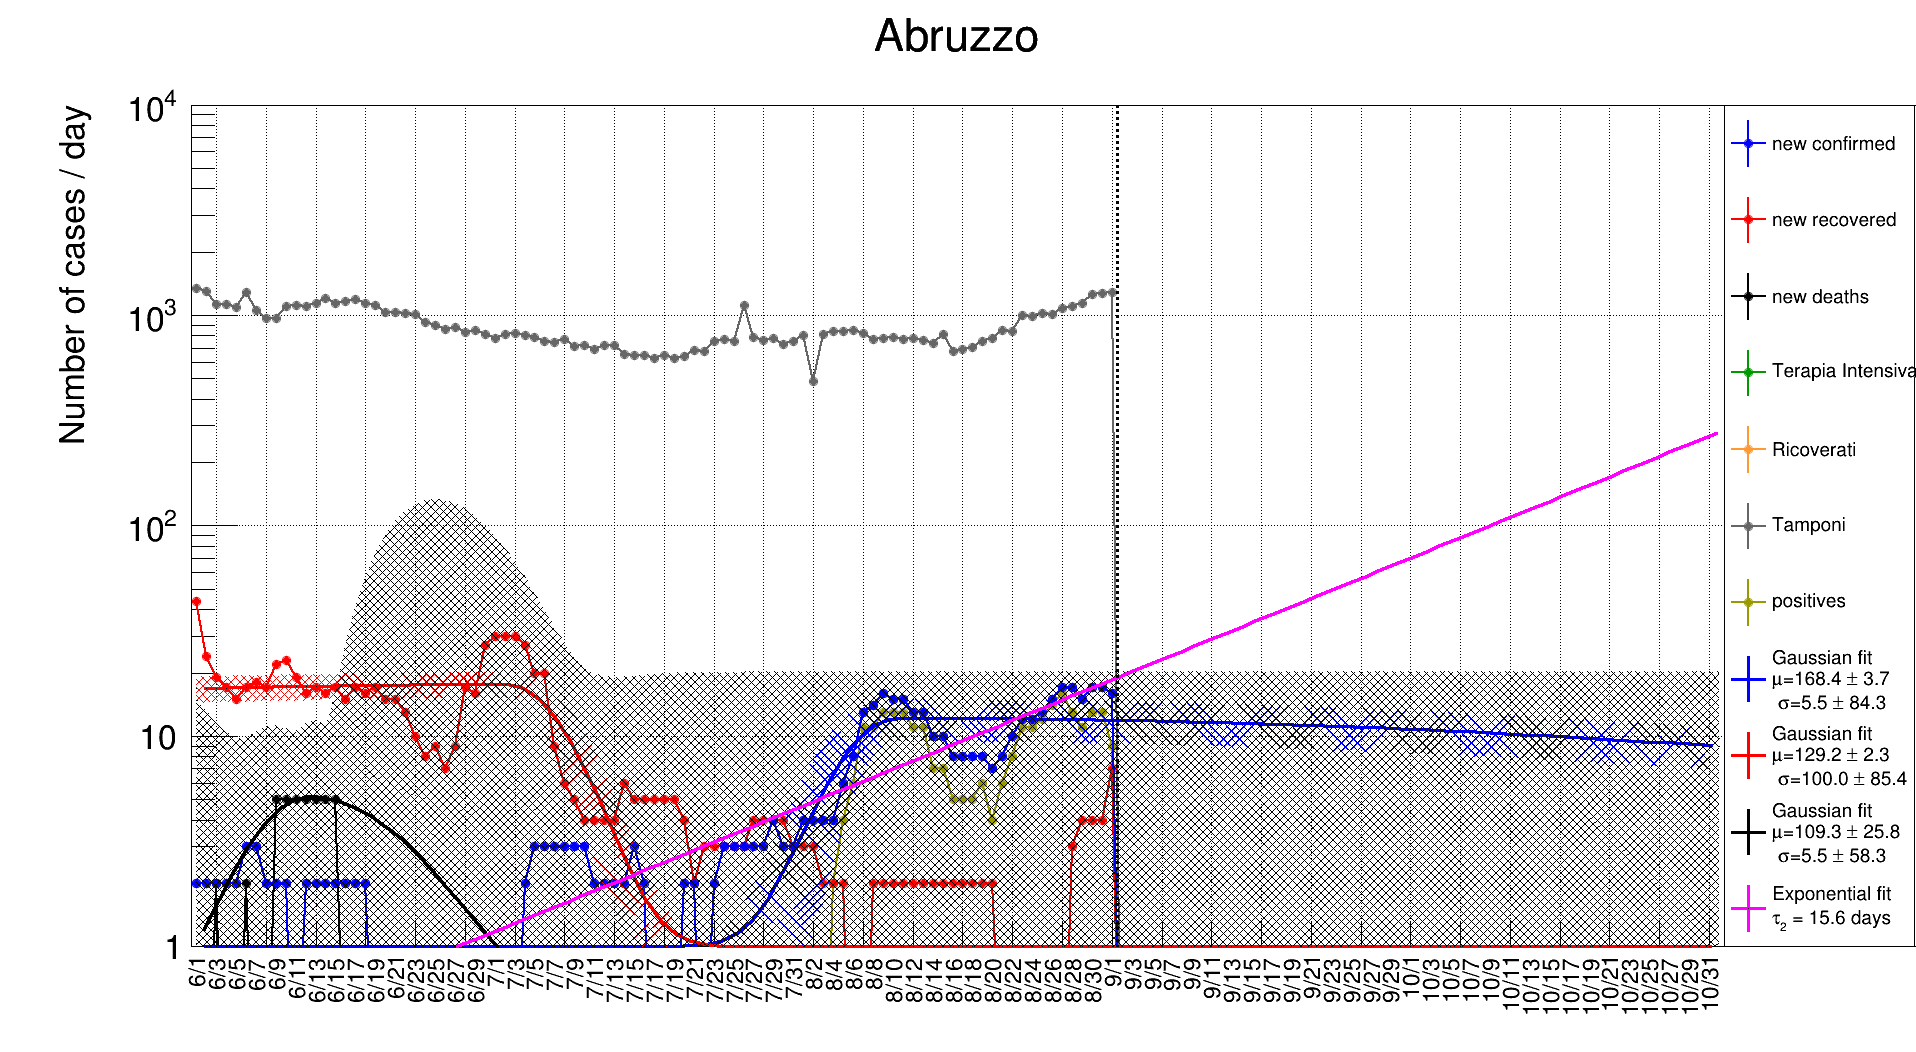 Abruzzo
Number of cases / day
10^4
10^3
10^2
10
1
6/1 6/3 6/5 6/7 6/9 6/11 6/13 6/15 6/17 6/19 6/21 6/23 6/25 6/27 6/29 7/1 7/3 7/5 7/7 7/9 7/11 7/13 7/15 7/17 7/19 7/21 7/23 7/25 7/27 7/29 7/31 8/2 8/4 8/6 8/8 8/10 8/12 8/14 8/16 8/18 8/20 8/22 8/24 8/26 8/28 8/30 9/1 9/3 9/5 9/7 9/9 9/11 9/13 9/15 9/17 9/19 9/21 9/23 9/25 9/27 9/29 10/1 10/3 10/5 10/7 10/9 10/11 10/13 10/15 10/17 10/19 10/21 10/23 10/25 10/27 10/29 10/31
new confirmed
new recovered
new deaths
Terapia Intensiva
Ricoverati
Tamponi
positives
Gaussian fit
μ=168.4 ± 3.7
σ=5.5 ± 84.3
Gaussian fit
μ=129.2 ± 2.3
σ=100.0 ± 85.4
Gaussian fit
μ=109.3 ± 25.8
σ=5.5 ± 58.3
Exponential fit
τ₂ = 15.6 days